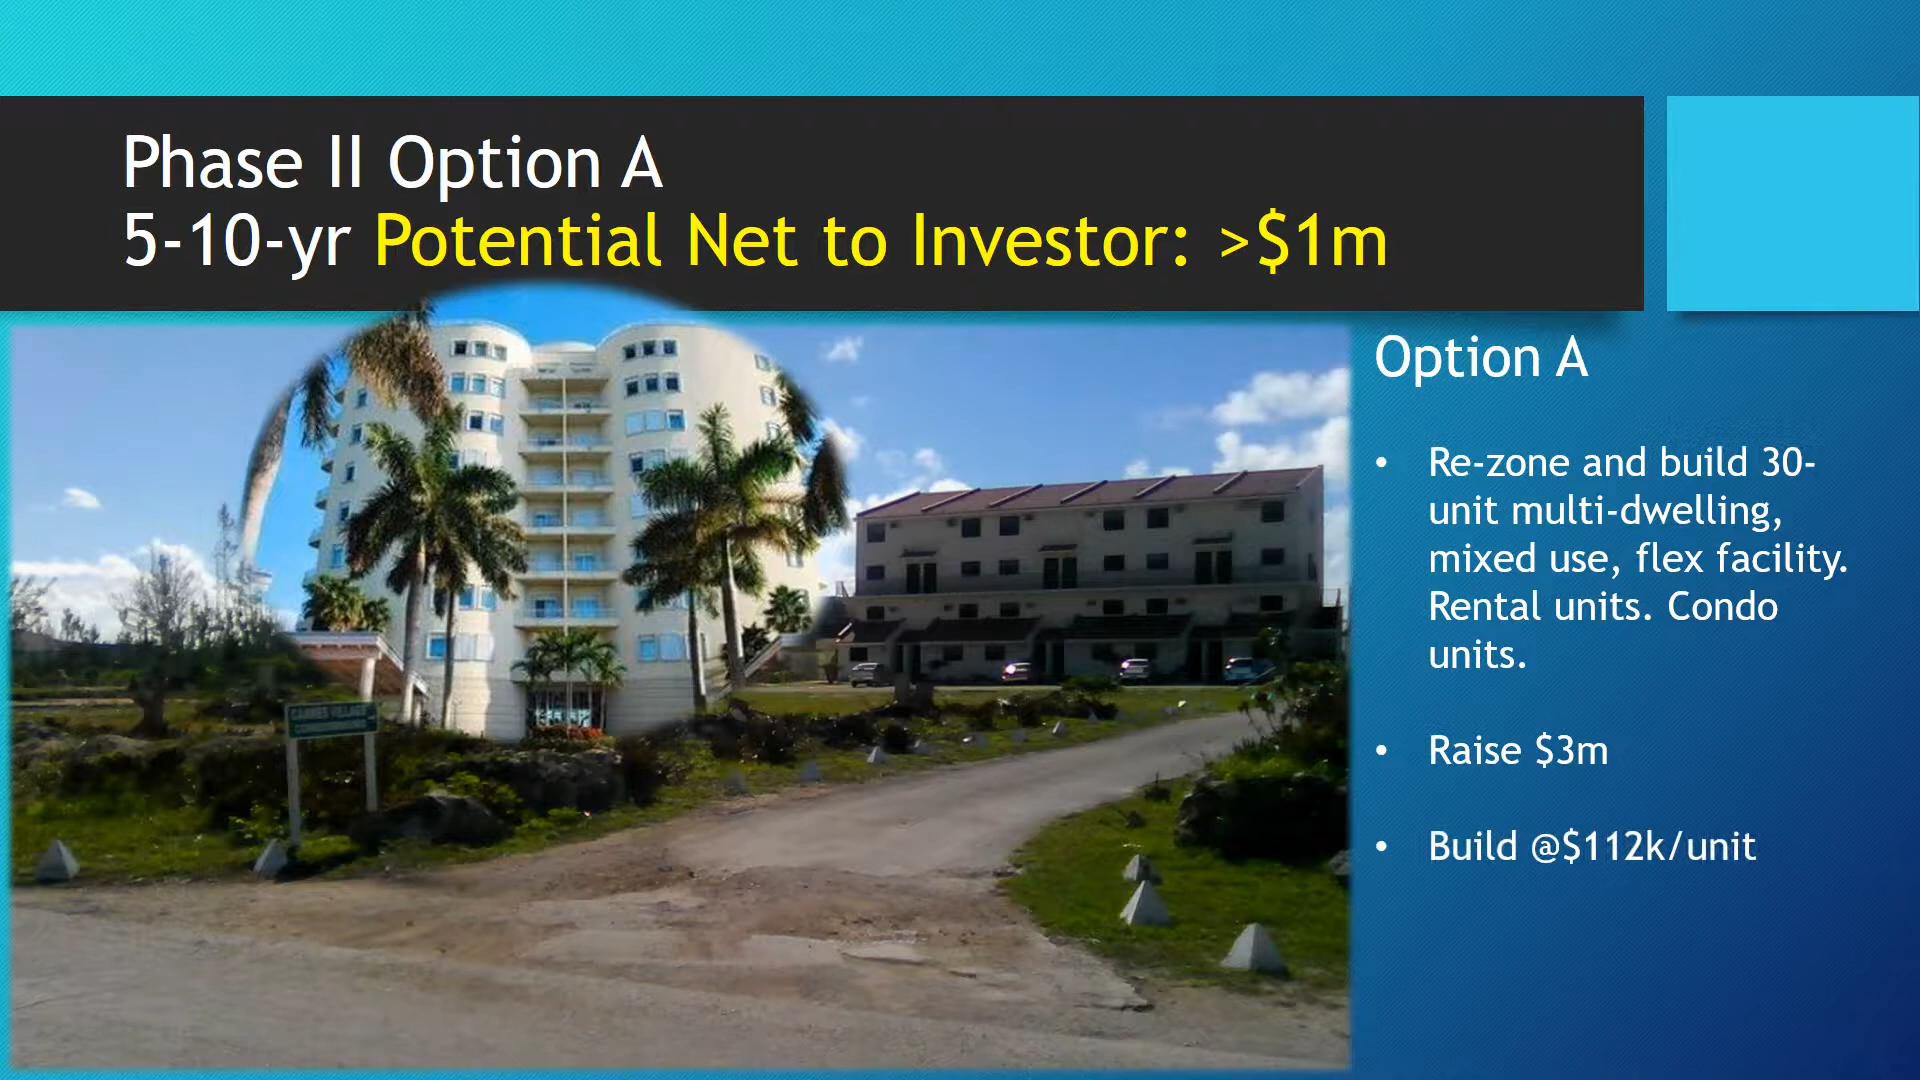 Phase II Option A
5-10-yr Potential Net to Investor: >$1m
Option A
• Re-zone and build 30-
unit multi-dwelling,
mixed use, flex facility.
Rental units. Condo
units.
• Raise $3m
• Build @$112k/unit